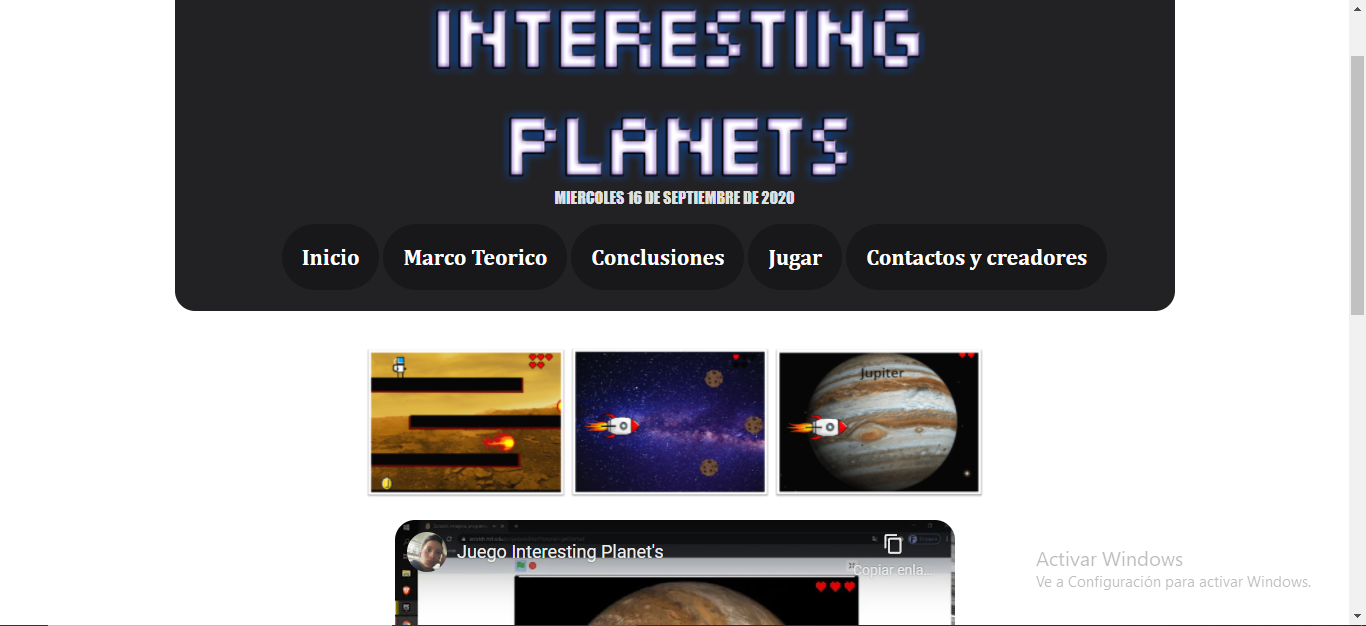 INTERESTING
PLANETS
MIERCOLES 16 DE SEPTIEMBRE DE 2020
Inicio Marco Teorico Conclusiones Jugar Contactos y creadores
Jupiter
Juego Interesting Planet's
Copiar enla...
Activar Windows
Ve a Configuración para activar Windows.